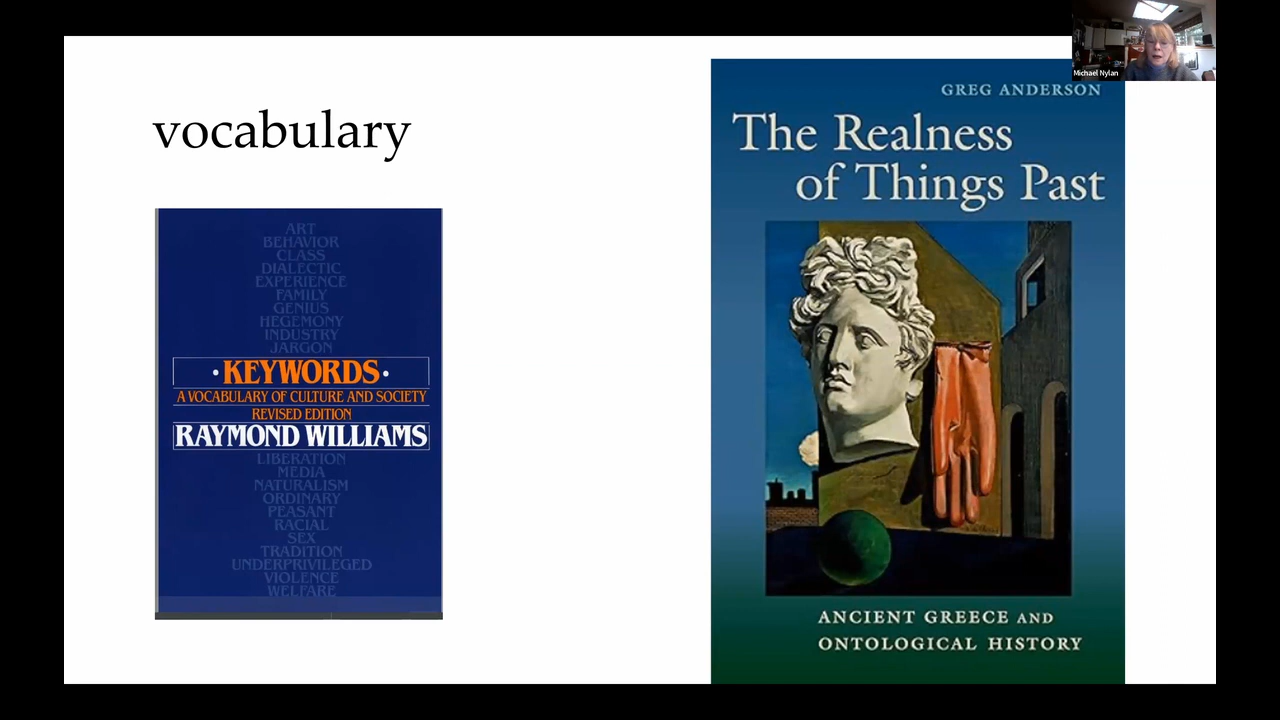 vocabulary
ART
BEHAVIOR
CLASS
DIALECTIC
EXPERIENCE
FAMILY
GENIUS
HEGEMONY
INDUSTRY
JARGON
• KEYWORDS •
A VOCABULARY OF CULTURE AND SOCIETY
REVISED EDITION
RAYMOND WILLIAMS
LIBERATION
MEDIA
NATURALISM
ORDINARY
PEASANT
RACIAL
SEX
TRADITION
UNDERPRIVILEGED
VIOLENCE
WELFARE
GREG ANDERSON
The Realness
of Things Past
ANCIENT GREECE AND
ONTOLOGICAL HISTORY
Michael Nylan